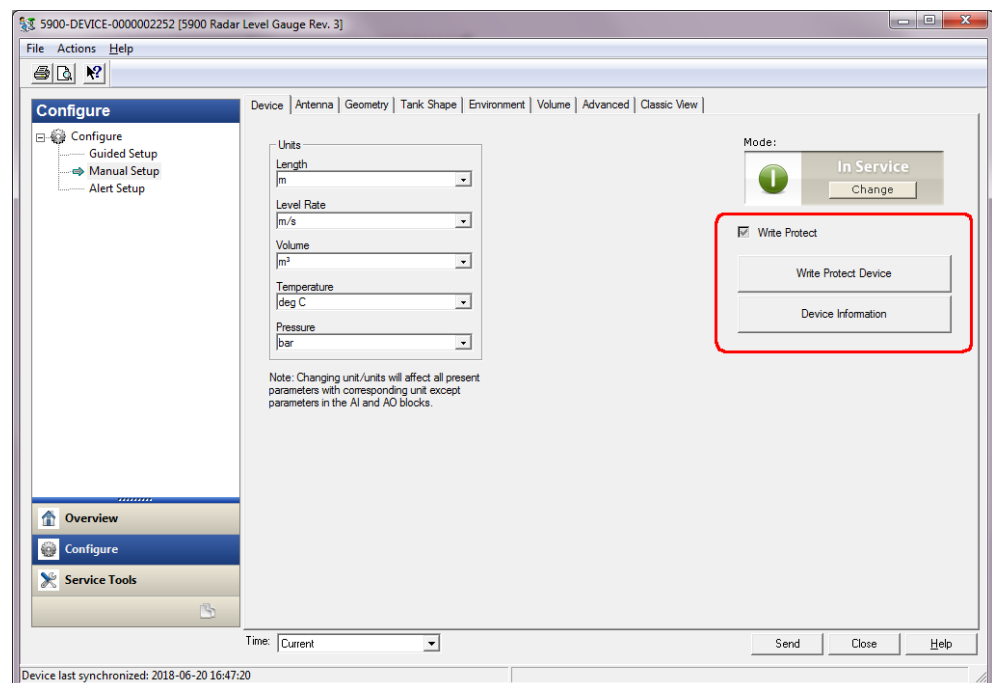 5900-DEVICE-0000002252 [5900 Radar Level Gauge Rev. 3]
File Actions Help
Configure
Configure
Guided Setup
Manual Setup
Alert Setup
Overview
Configure
Service Tools
Device Antenna Geometry Tank Shape Environment Volume Advanced Classic View
Units
Length
m
Level Rate
m/s
Volume
m³
Temperature
deg C
Pressure
bar
Note: Changing unit/units will affect all present
parameters with corresponding unit except
parameters in the AI and AO blocks.
Mode:
In Service
Change
Write Protect
Write Protect Device
Device Information
Time: Current
Send Close Help
Device last synchronized: 2018-06-20 16:47:20